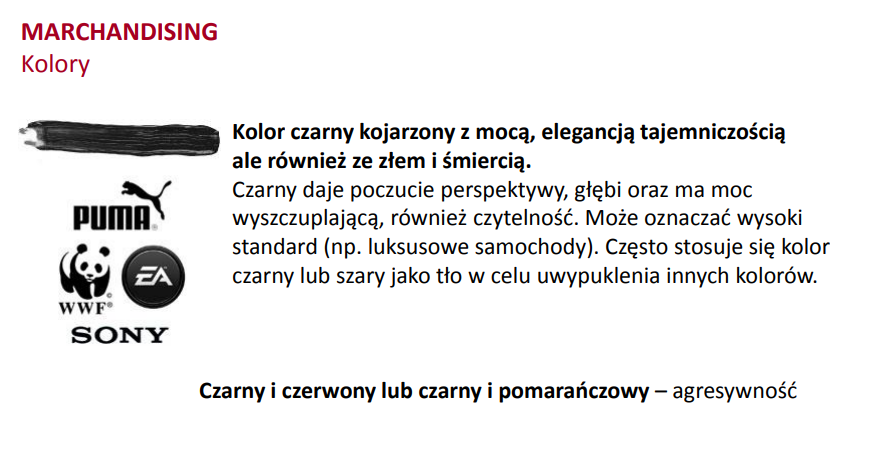 MARCHANDISING
Kolory
Kolor czarny kojarzony z mocą, elegancją tajemniczością
ale również ze złem i śmiercią.
Czarny daje poczucie perspektywy, głębi oraz ma moc
wyszczuplającą, również czytelność. Może oznaczać wysoki
standard (np. luksusowe samochody). Często stosuje się kolor
czarny lub szary jako tło w celu uwypuklenia innych kolorów.
PUMA®
EA
©
WWF®
SONY
Czarny i czerwony lub czarny i pomarańczowy – agresywność